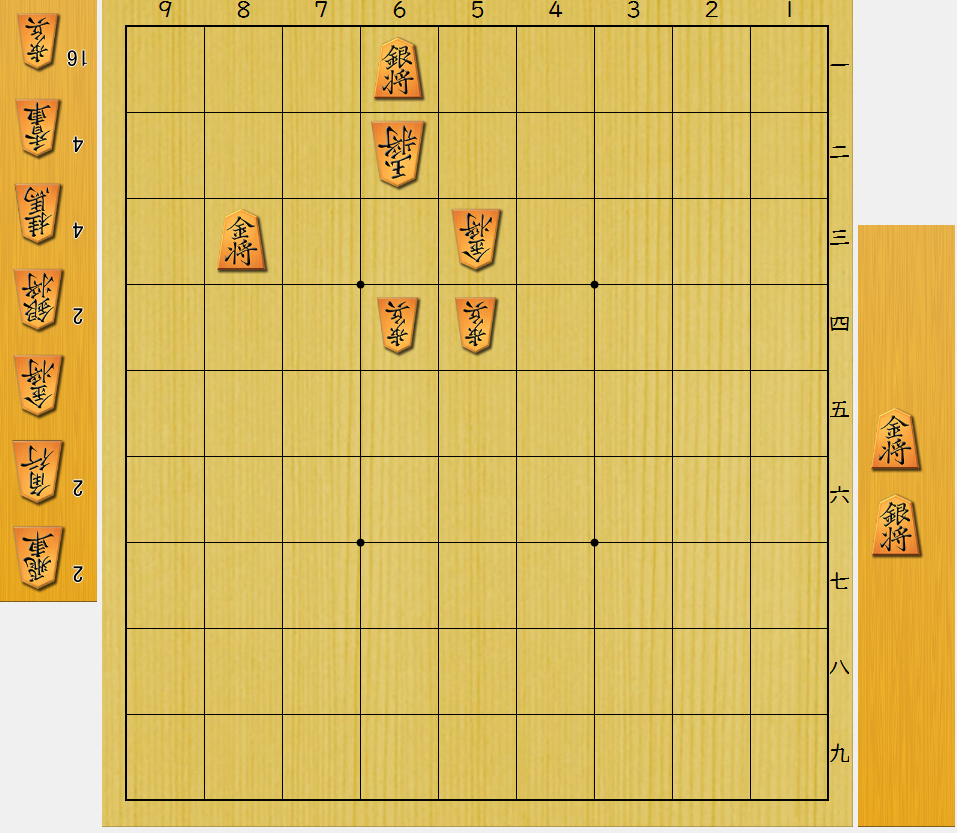 9 8 7 6 5 4 3 2 1
歩兵 16
香車 4
桂馬 4
銀将 2
金将
角行 2
飛車 2
銀将 一
玉将 二
金将 金将 三
歩兵 歩兵 四
五
六
七
八
九
金将
銀将